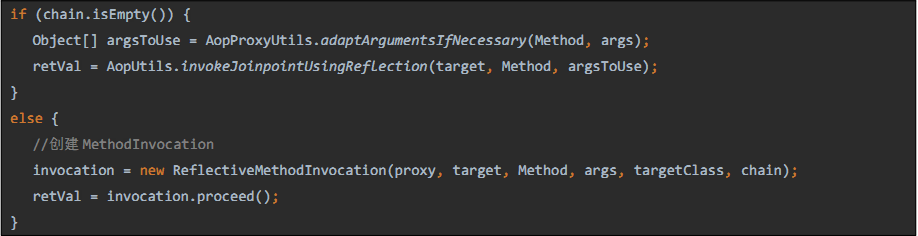 if (chain.isEmpty()) {
Object[] argsToUse = AopProxyUtils.adaptArgumentsIfNecessary(Method, args);
retVal = AopUtils.invokeJoinpointUsingReflection(target, Method, argsToUse);
}
else {
//创建 MethodInvocation
invocation = new ReflectiveMethodInvocation(proxy, target, Method, args, targetClass, chain);
retVal = invocation.proceed();
}